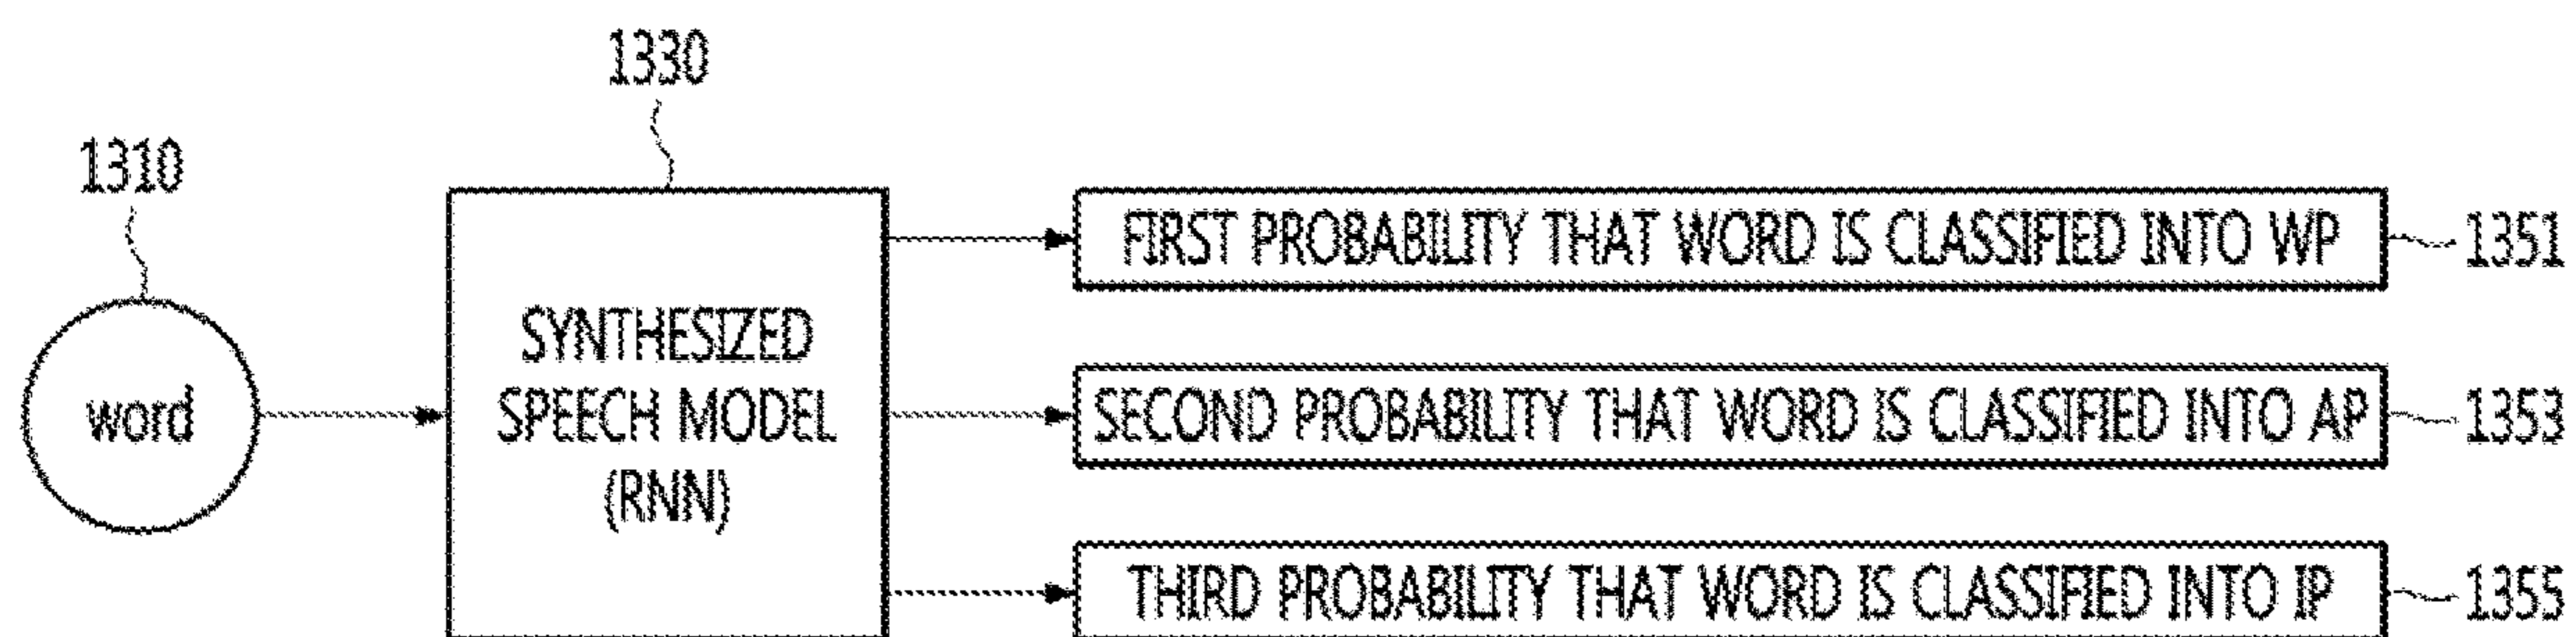 1330
1310
FIRST PROBABILITY THAT WORD IS CLASSIFIED INTO WP
1351
SYNTHESIZED
SPEECH MODEL
(RNN)
word
SECOND PROBABILITY THAT WORD IS CLASSIFIED INTO AP
1353
THIRD PROBABILITY THAT WORD IS CLASSIFIED INTO IP
1355